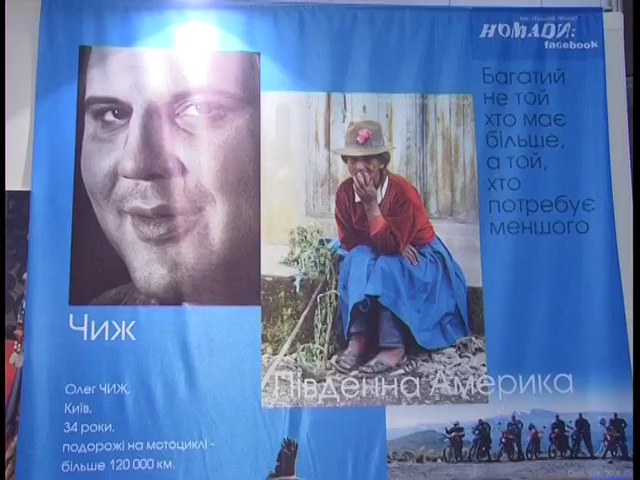 НОМАДИ:
facebook
Багатий
не той
хто має
більше,
а той,
хто
потребує
меншого
Чиж
Південна Америка
Олег ЧИЖ,
Київ,
34 роки,
подорожі на мотоциклі -
більше 120 000 км.